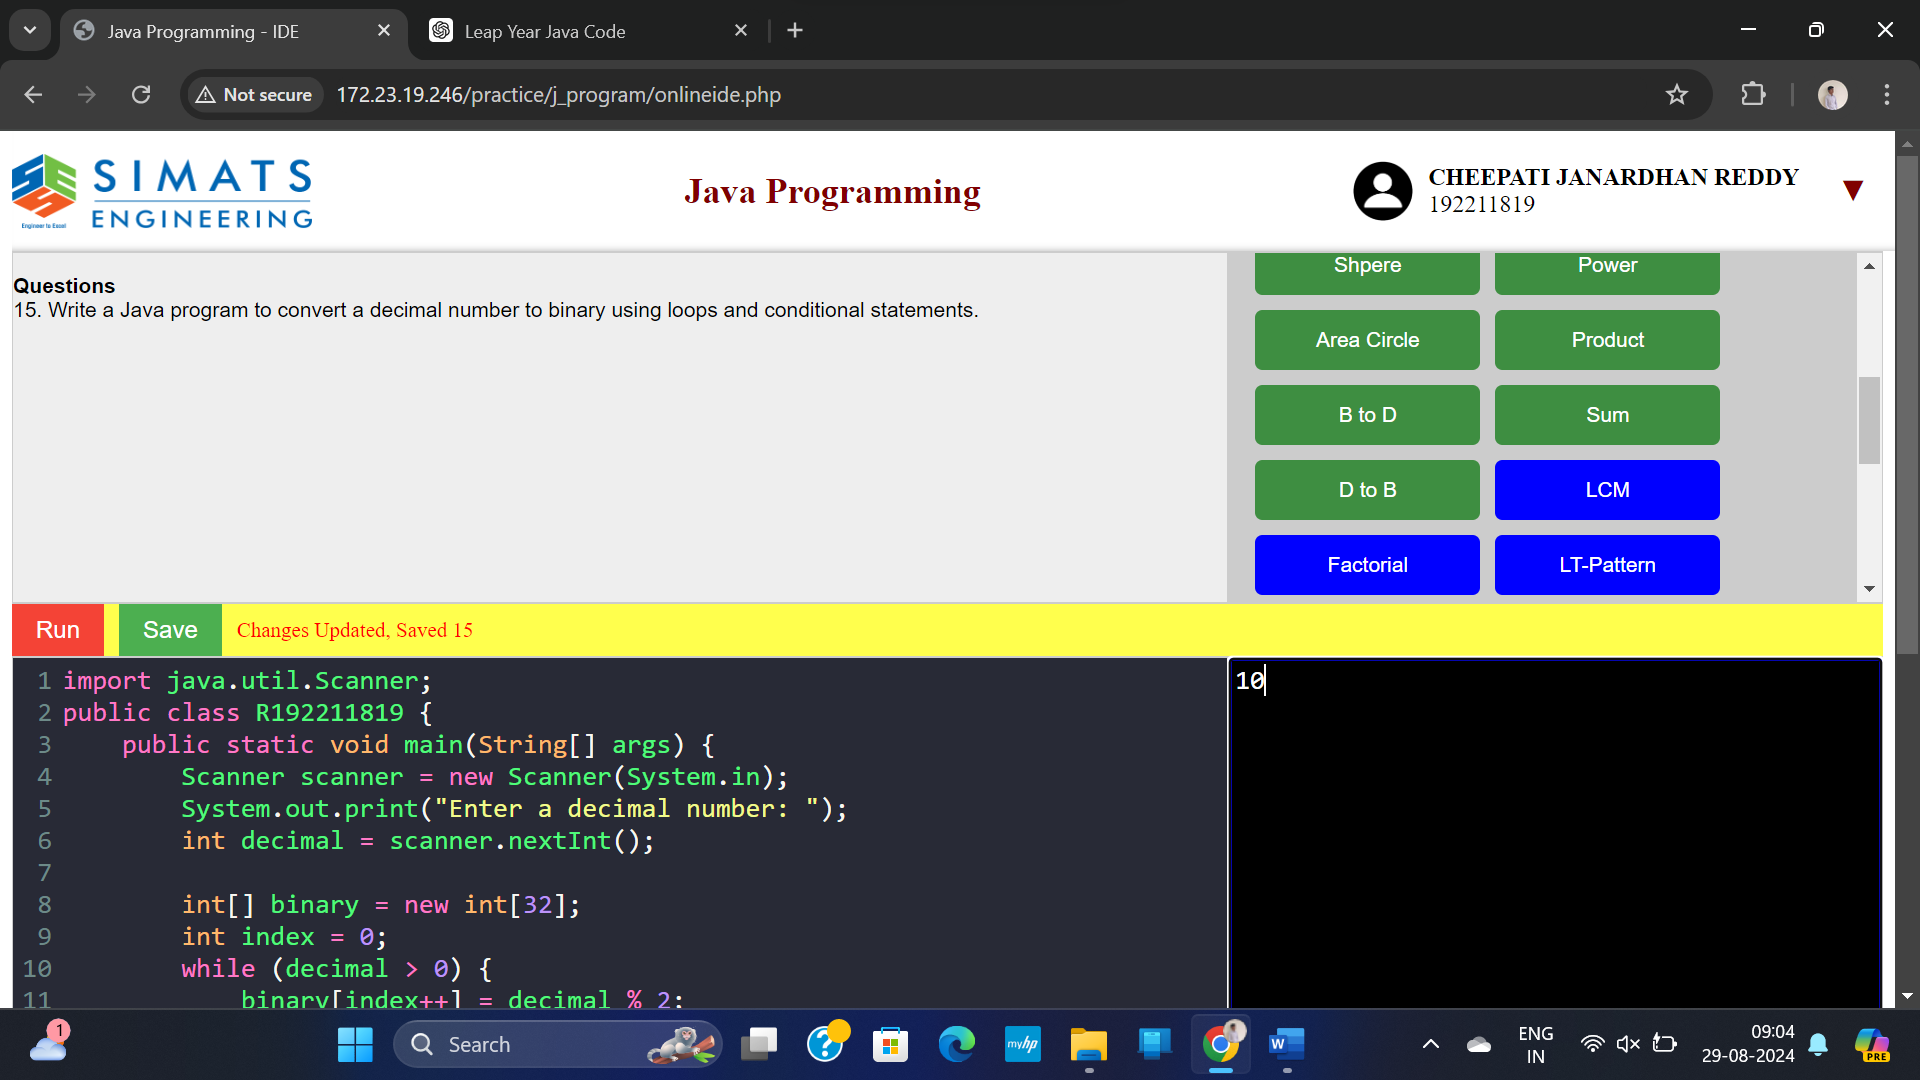 Java Programming - IDE
Leap Year Java Code
Not secure
172.23.19.246/practice/j_program/onlineide.php
SIMATS
ENGINEERING
Engineer to Excel
Java Programming
CHEEPATI JANARDHAN REDDY
192211819
Questions
15. Write a Java program to convert a decimal number to binary using loops and conditional statements.
Shpere
Power
Area Circle
Product
B to D
Sum
D to B
LCM
Factorial
LT-Pattern
Run
Save
Changes Updated, Saved 15
1 import java.util.Scanner;
2 public class R192211819 {
3     public static void main(String[] args) {
4         Scanner scanner = new Scanner(System.in);
5         System.out.print("Enter a decimal number: ");
6         int decimal = scanner.nextInt();
7
8         int[] binary = new int[32];
9         int index = 0;
10         while (decimal > 0) {
11             binary[index++] = decimal % 2;
10
1
Search
myhp
W
ENG
IN
09:04
29-08-2024
PRE